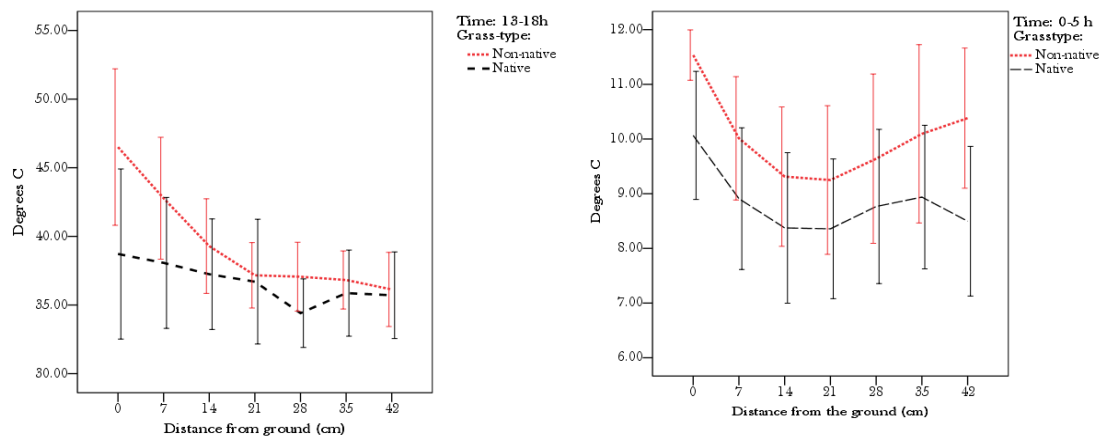 Time: 13-18h
Grass-type:
Non-native
Native
55.00
50.00
45.00
40.00
35.00
30.00
Degrees C
0 7 14 21 28 35 42
Distance from ground (cm)
Time: 0-5 h
Grasstype:
Non-native
Native
12.00
11.00
10.00
9.00
8.00
7.00
6.00
Degrees C
0 7 14 21 28 35 42
Distance from the ground (cm)